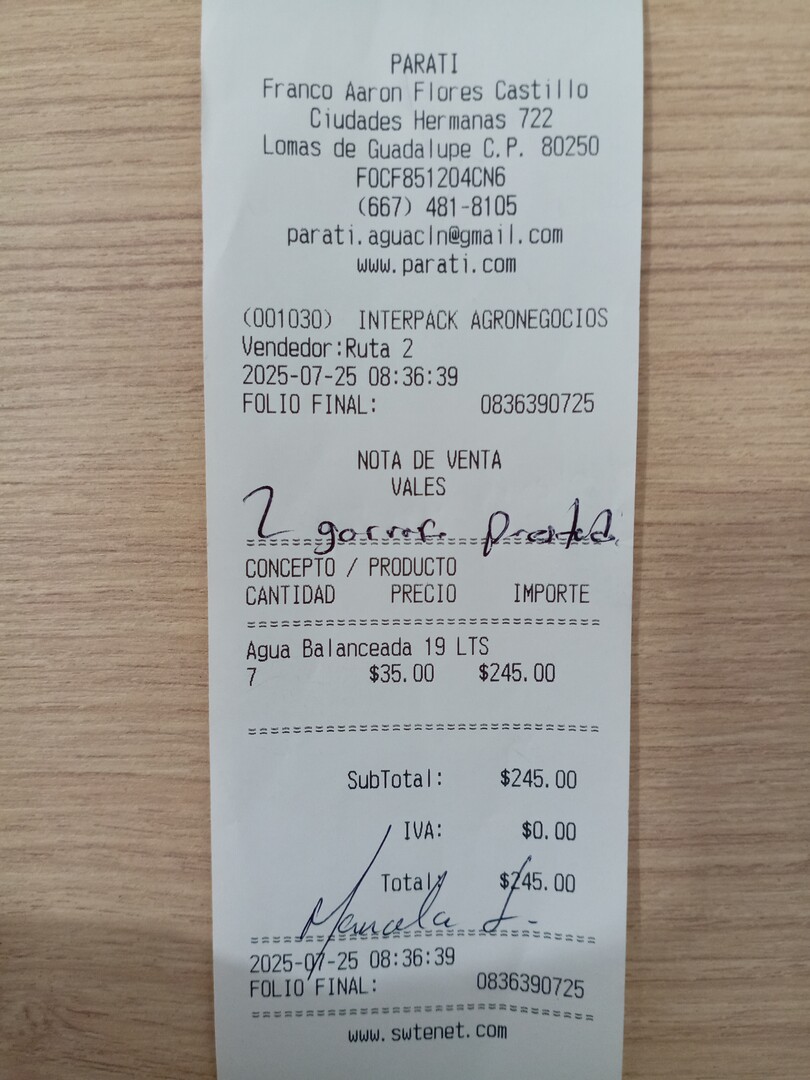 PARATI
Franco Aaron Flores Castillo
Ciudades Hermanas 722
Lomas de Guadalupe C.P. 80250
FOCF851204CN6
(667) 481-8105
parati.aguacln@gmail.com
www.parati.com
(001030) INTERPACK AGRONEGOCIOS
Vendedor:Ruta 2
2025-07-25 08:36:39
FOLIO FINAL: 0836390725
NOTA DE VENTA
VALES
2
==============================
CONCEPTO / PRODUCTO
CANTIDAD PRECIO IMPORTE
==============================
Agua Balanceada 19 LTS
7 $35.00 $245.00
==============================
SubTotal: $245.00
IVA: $0.00
Total: $245.00
Marcela L.
==============================
2025-07-25 08:36:39
FOLIO FINAL: 0836390725
==============================
www.swtenet.com